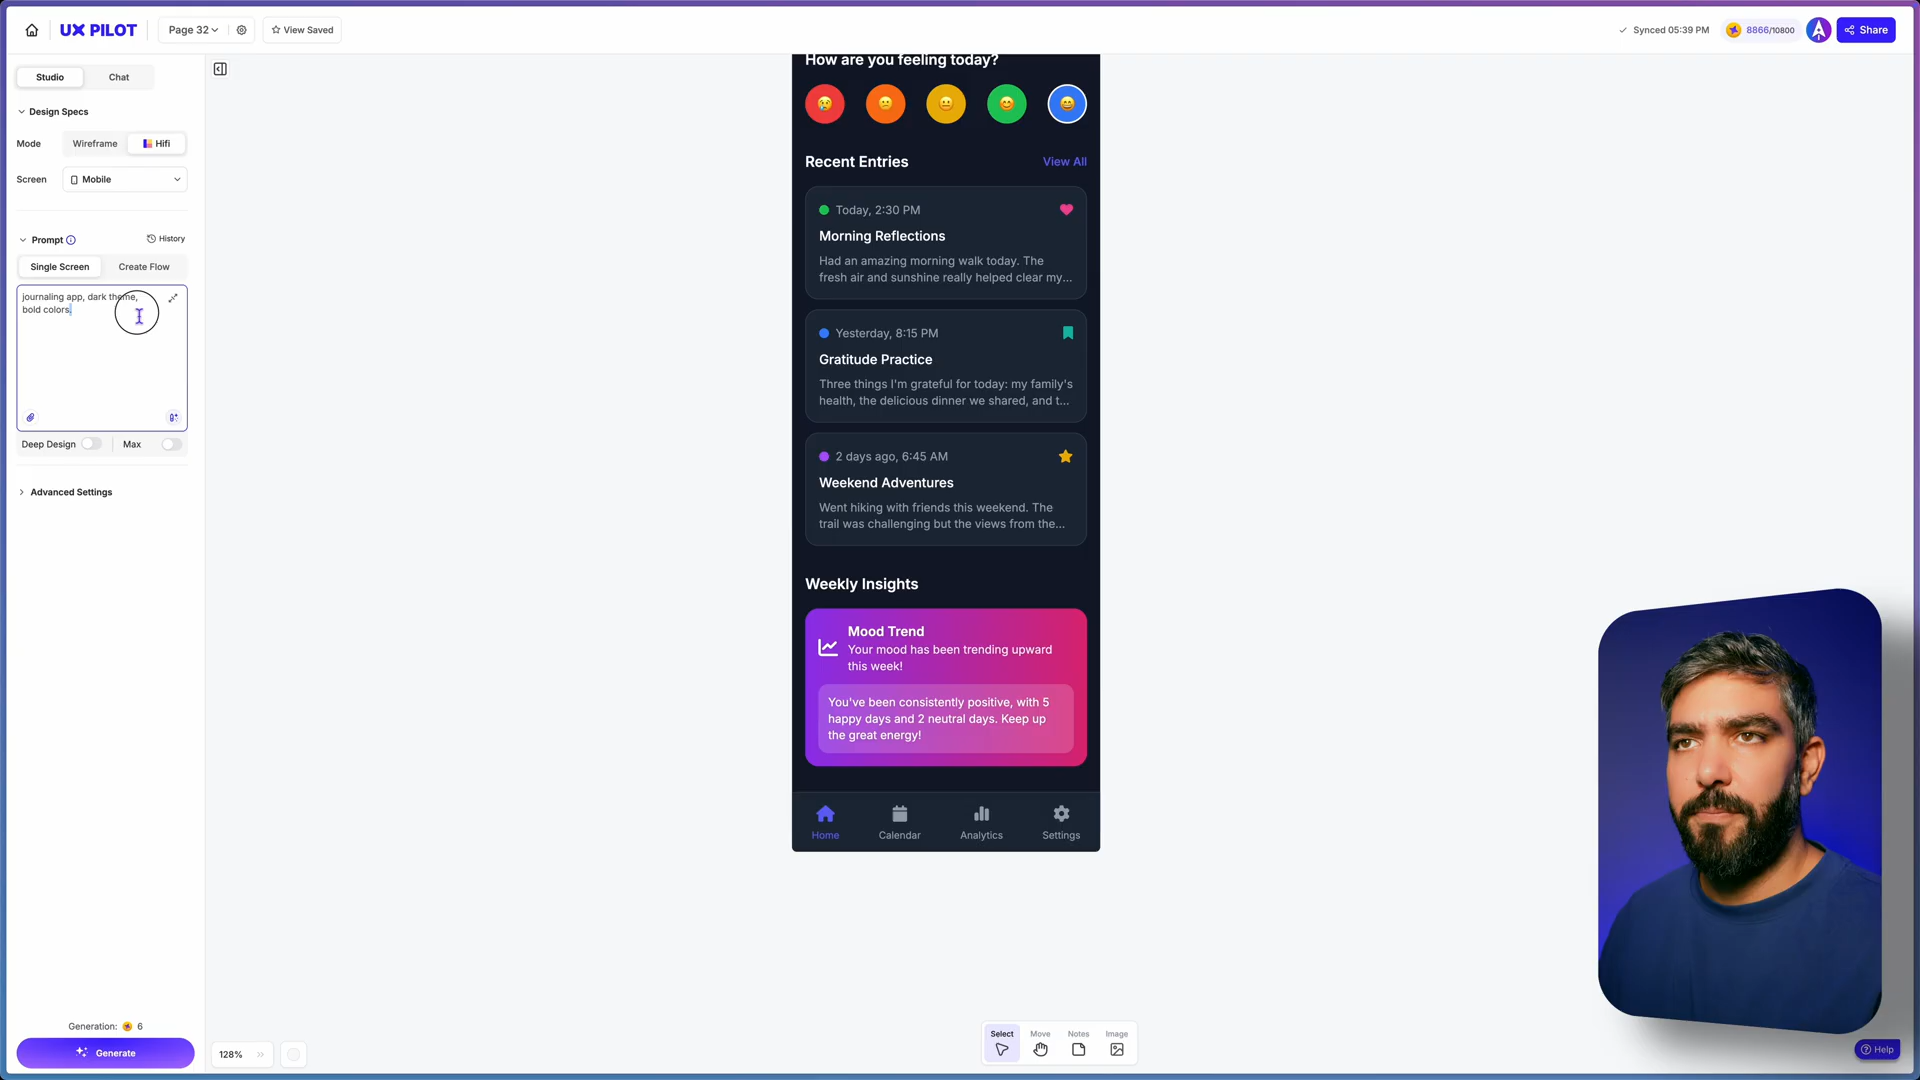 UX PILOT
Page 32
View Saved
Synced 05:39 PM
8866/10800
Share
Studio
Chat
Design Specs
Mode
Wireframe
Hifi
Screen
Mobile
Prompt
History
Single Screen
Create Flow
journaling app, dark theme,
bold colors.
Deep Design
Max
Advanced Settings
Generation: 6
Generate
How are you feeling today?
Recent Entries
View All
Today, 2:30 PM
Morning Reflections
Had an amazing morning walk today. The
fresh air and sunshine really helped clear my...
Yesterday, 8:15 PM
Gratitude Practice
Three things I'm grateful for today: my family's
health, the delicious dinner we shared, and t...
2 days ago, 6:45 AM
Weekend Adventures
Went hiking with friends this weekend. The
trail was challenging but the views from the...
Weekly Insights
Mood Trend
Your mood has been trending upward
this week!
You've been consistently positive, with 5
happy days and 2 neutral days. Keep up
the great energy!
Home
Calendar
Analytics
Settings
128%
Select
Move
Notes
Image
Help